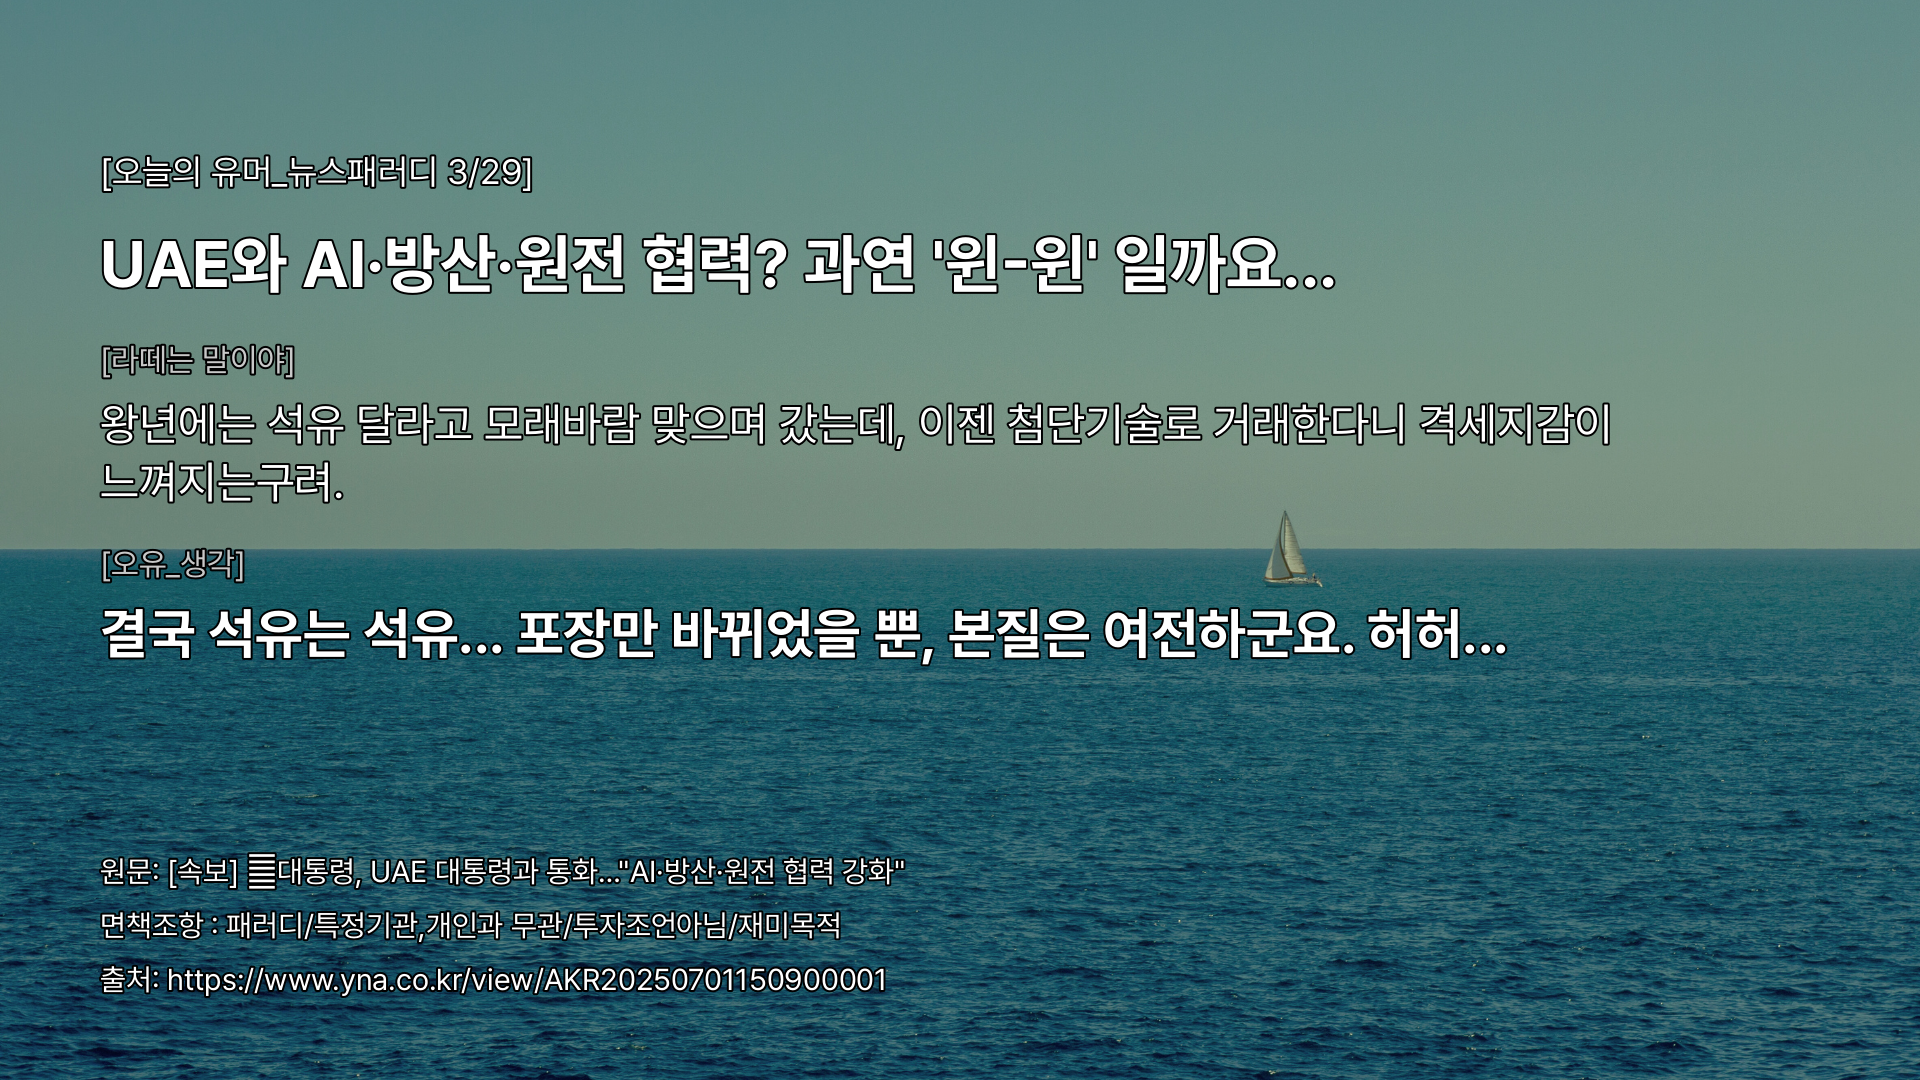 [오늘의 유머_뉴스패러디 3/29]
UAE와 AI·방산·원전 협력? 과연 '윈-윈' 일까요...
[라떼는 말이야]
왕년에는 석유 달라고 모래바람 맞으며 갔는데, 이젠 첨단기술로 거래한다니 격세지감이
느껴지는구려.
[오유_생각]
결국 석유는 석유... 포장만 바뀌었을 뿐, 본질은 여전하군요. 허허...
원문: [속보] 대통령, UAE 대통령과 통화..."AI·방산·원전 협력 강화"
면책조항 : 패러디/특정기관,개인과 무관/투자조언아님/재미목적
출처: https://www.yna.co.kr/view/AKR20250701150900001